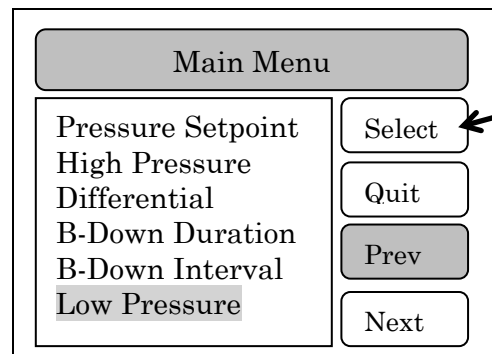 Main Menu
Pressure Setpoint
High Pressure
Differential
B-Down Duration
B-Down Interval
Low Pressure
Select
Quit
Prev
Next